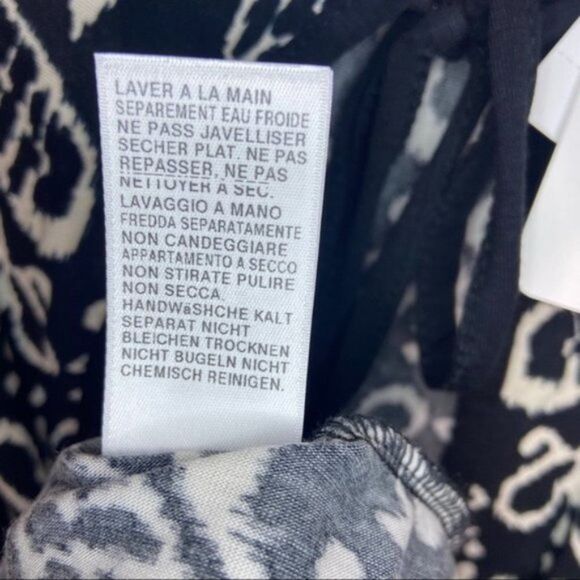 LAVER A LA MAIN
SEPAREMENT EAU FROIDE
NE PASS JAVELLISER
SECHER PLAT. NE PAS
REPASSER, NE PAS
NETTOYER A SEC.
LAVAGGIO A MANO
FREDDA SEPARATAMENTE
NON CANDEGGIARE
APPARTAMENTO A SECCO
NON STIRATE PULIRE
NON SECCA.
HANDWäSHCHE KALT
SEPARAT NICHT
BLEICHEN TROCKNEN
NICHT BUGELN NICHT
CHEMISCH REINIGEN.